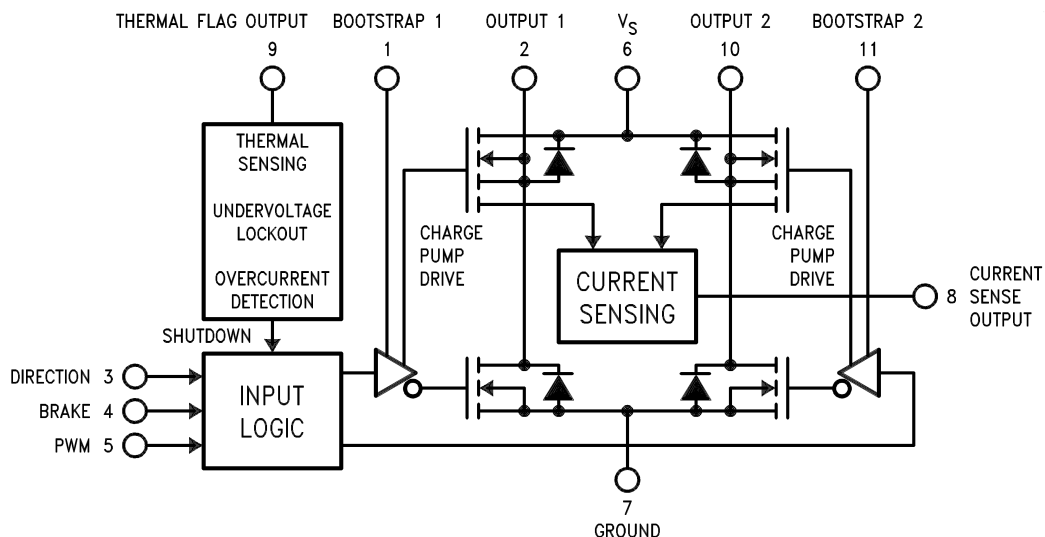 THERMAL FLAG OUTPUT
9
BOOTSTRAP 1
1
OUTPUT 1
2
VS
6
OUTPUT 2
10
BOOTSTRAP 2
11
THERMAL
SENSING
UNDERVOLTAGE
LOCKOUT
OVERCURRENT
DETECTION
SHUTDOWN
CHARGE
PUMP
DRIVE
CURRENT
SENSING
CHARGE
PUMP
DRIVE
8 CURRENT
SENSE
OUTPUT
DIRECTION 3
BRAKE 4
PWM 5
INPUT
LOGIC
7
GROUND